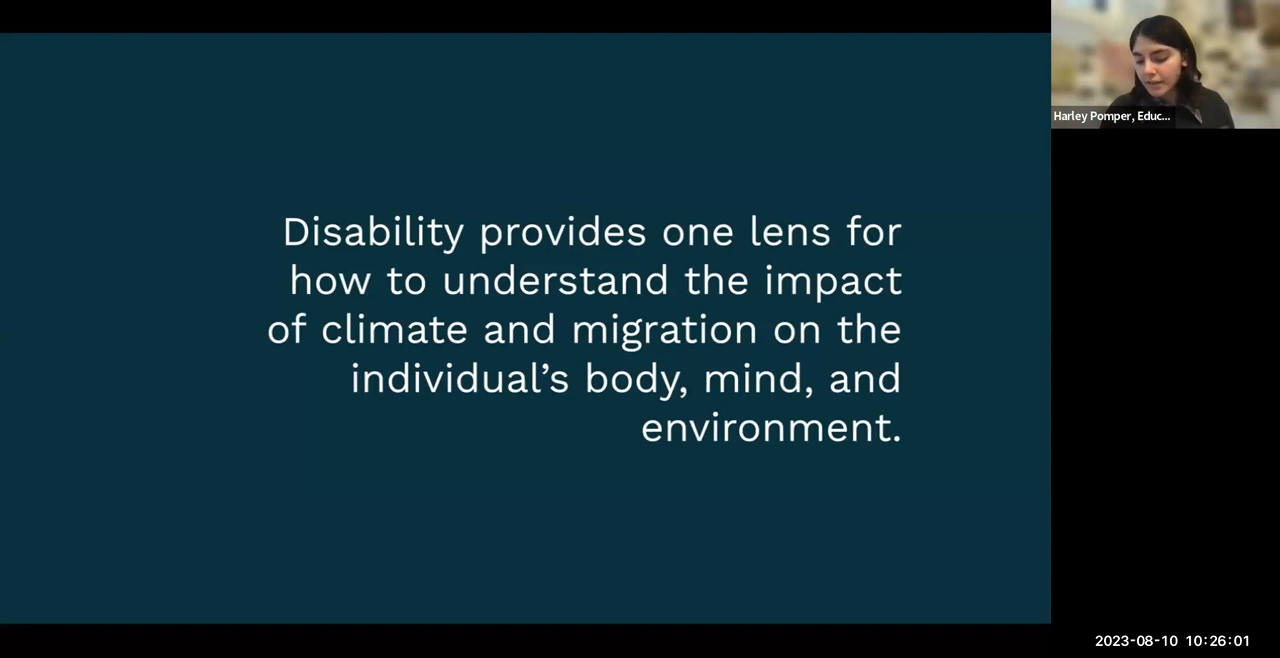 Disability provides one lens for
how to understand the impact
of climate and migration on the
individual’s body, mind, and
environment.
Harley Pomper, Educ...
2023-08-10 10:26:01